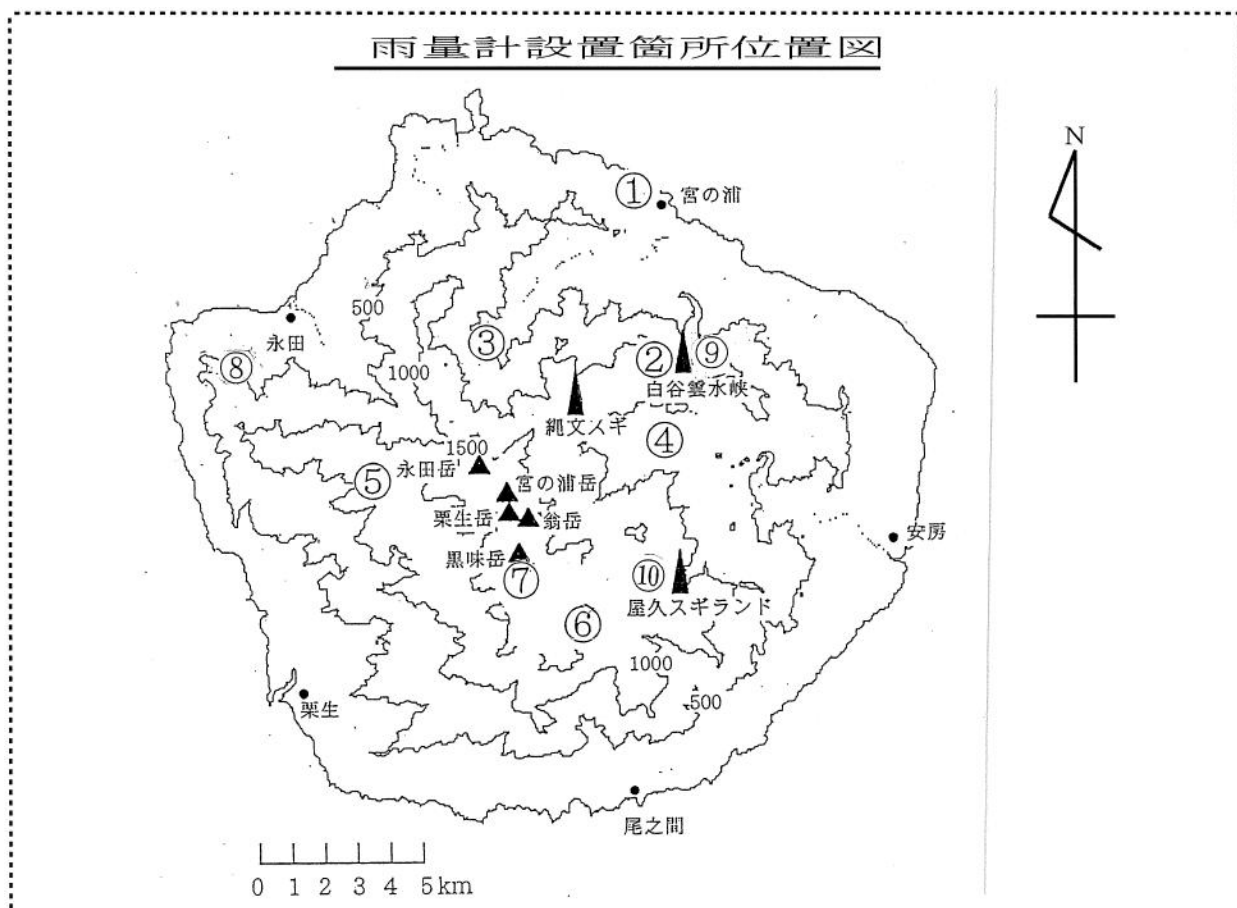 雨量計設置箇所位置図
N
① 宮の浦
500
永田
③
② ⑨
⑧
1000
白谷雲水峡
縄文スギ
④
1500
永田岳
⑤
宮の浦岳
栗生岳 翁岳
安房
黒味岳
⑦ ⑩
屋久スギランド
⑥
1000
500
栗生
尾之間
0 1 2 3 4 5km